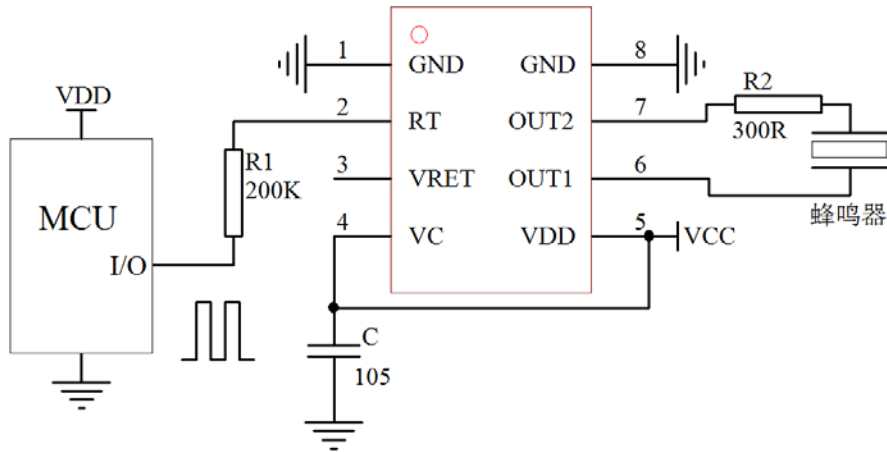 VDD
MCU
I/O
R1
200K
1
GND
2
RT
3
VRET
4
VC
GND
8
OUT2
7
OUT1
6
VDD
5
VCC
R2
300R
蜂鸣器
C
105